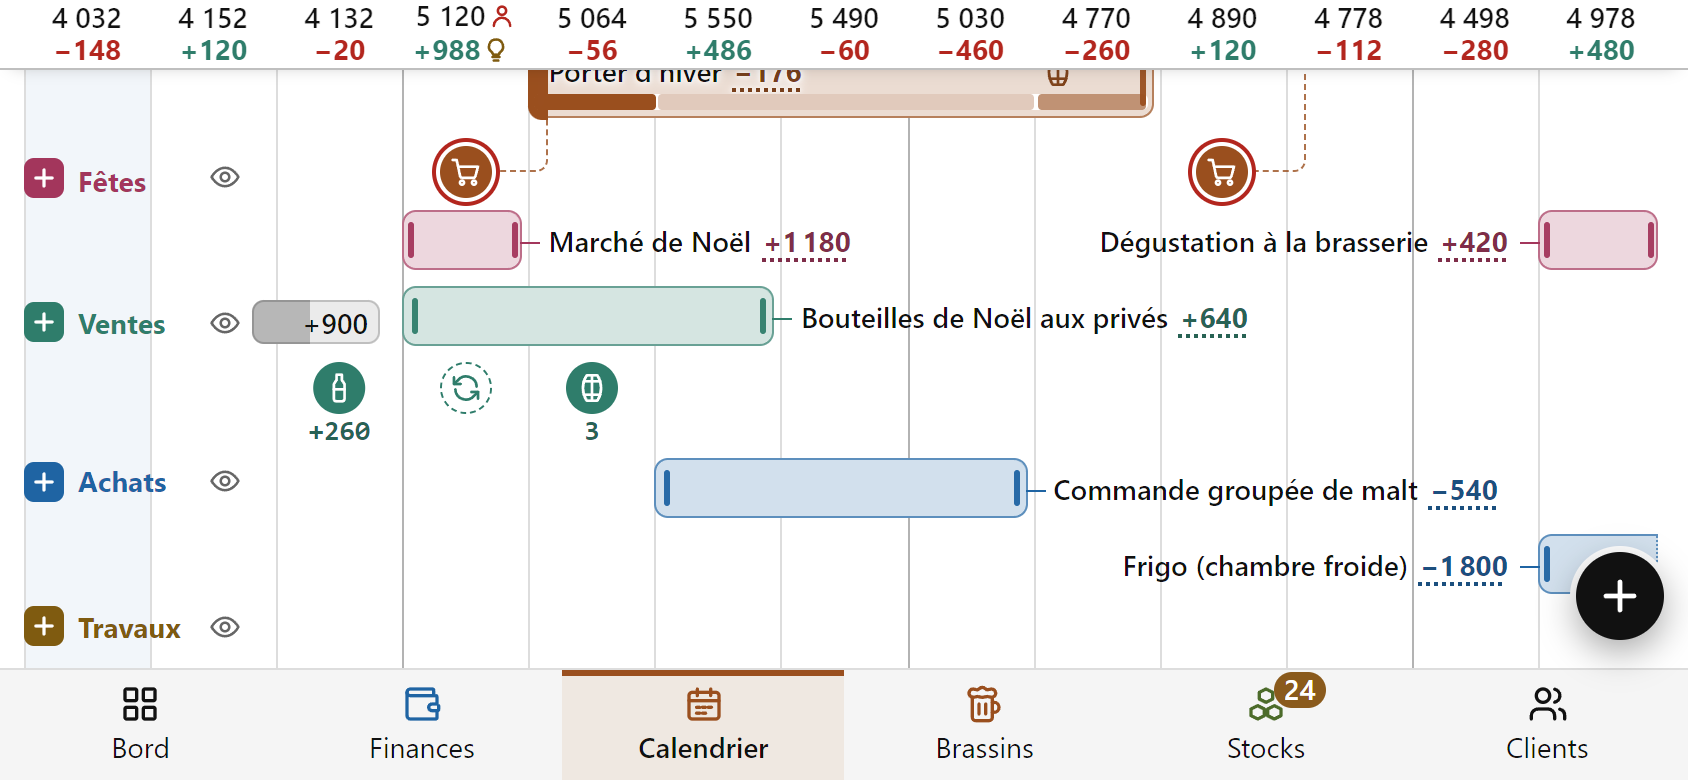 4 032 4 152 4 132 5 120 5 064 5 550 5 490 5 030 4 770 4 890 4 778 4 498 4 978
−148 +120 −20 +988 −56 +486 −60 −460 −260 +120 −112 −280 +480
Porter d'hiver −176
Fêtes
Marché de Noël +1 180
Dégustation à la brasserie +420
Ventes
+900
Bouteilles de Noël aux privés +640
+260
3
Achats
Commande groupée de malt −540
Frigo (chambre froide) −1 800
Travaux
24
Bord Finances Calendrier Brassins Stocks Clients